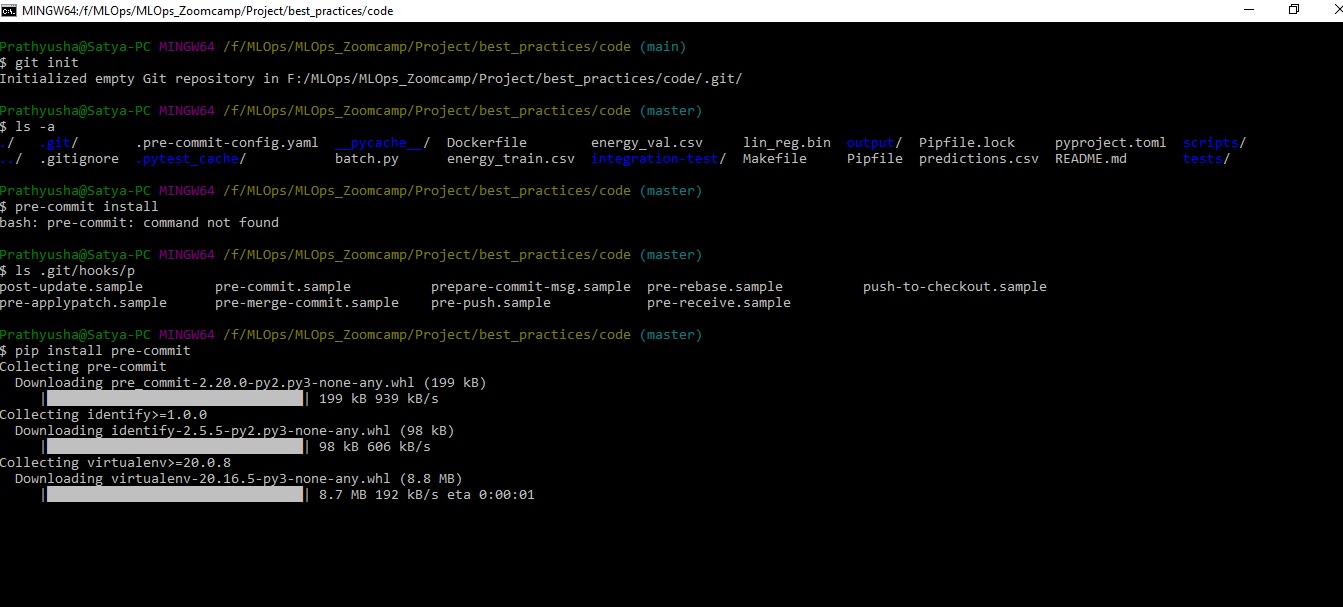 MINGW64:/f/MLOps/MLOps_Zoomcamp/Project/best_practices/code
Prathyusha@Satya-PC MINGW64 /f/MLOps/MLOps_Zoomcamp/Project/best_practices/code (main)
$ git init
Initialized empty Git repository in F:/MLOps/MLOps_Zoomcamp/Project/best_practices/code/.git/
Prathyusha@Satya-PC MINGW64 /f/MLOps/MLOps_Zoomcamp/Project/best_practices/code (master)
$ ls -a
./ .git/ .pre-commit-config.yaml __pycache__/ Dockerfile energy_val.csv lin_reg.bin output/ Pipfile.lock pyproject.toml scripts/
../ .gitignore .pytest_cache/ batch.py energy_train.csv integration-test/ Makefile Pipfile predictions.csv README.md tests/
Prathyusha@Satya-PC MINGW64 /f/MLOps/MLOps_Zoomcamp/Project/best_practices/code (master)
$ pre-commit install
bash: pre-commit: command not found
Prathyusha@Satya-PC MINGW64 /f/MLOps/MLOps_Zoomcamp/Project/best_practices/code (master)
$ ls .git/hooks/p
post-update.sample pre-commit.sample prepare-commit-msg.sample pre-rebase.sample push-to-checkout.sample
pre-applypatch.sample pre-merge-commit.sample pre-push.sample pre-receive.sample
Prathyusha@Satya-PC MINGW64 /f/MLOps/MLOps_Zoomcamp/Project/best_practices/code (master)
$ pip install pre-commit
Collecting pre-commit
Downloading pre_commit-2.20.0-py2.py3-none-any.whl (199 kB)
| | 199 kB 939 kB/s
Collecting identify>=1.0.0
Downloading identify-2.5.5-py2.py3-none-any.whl (98 kB)
| | 98 kB 606 kB/s
Collecting virtualenv>=20.0.8
Downloading virtualenv-20.16.5-py3-none-any.whl (8.8 MB)
| | 8.7 MB 192 kB/s eta 0:00:01